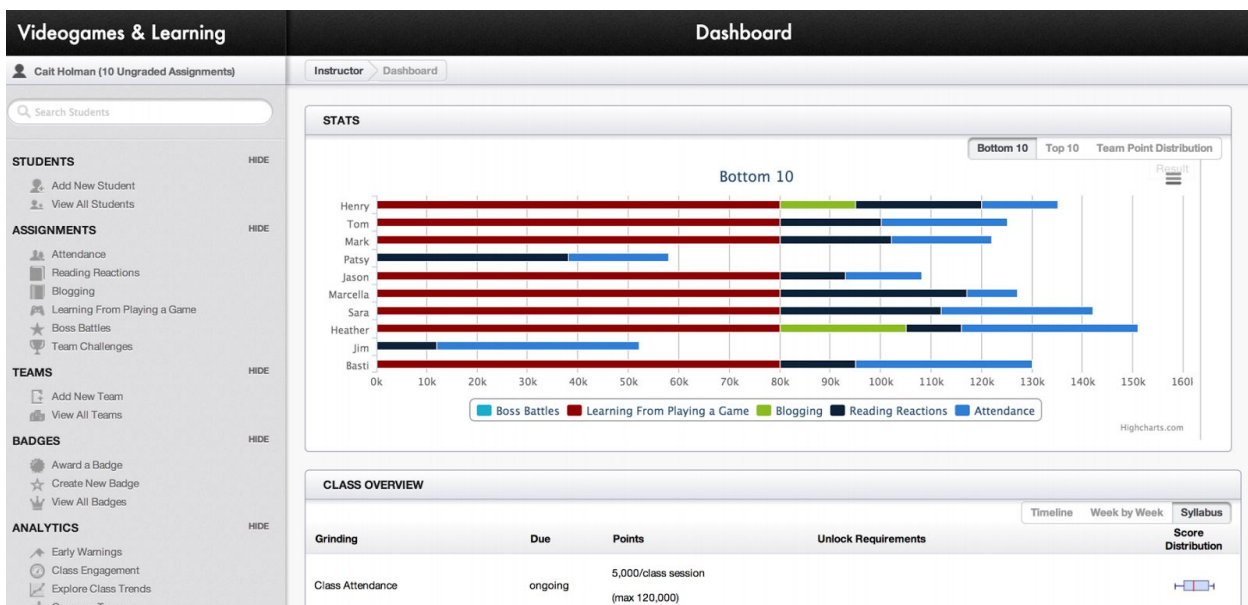 Videogames & Learning
Dashboard
Cait Holman (10 Ungraded Assignments)
Instructor Dashboard
Search Students
STUDENTS HIDE
Add New Student
View All Students
ASSIGNMENTS HIDE
Attendance
Reading Reactions
Blogging
Learning From Playing a Game
Boss Battles
Team Challenges
TEAMS HIDE
Add New Team
View All Teams
BADGES HIDE
Award a Badge
Create New Badge
View All Badges
ANALYTICS HIDE
Early Warnings
Class Engagement
Explore Class Trends
STATS
Bottom 10 Top 10 Team Point Distribution
Result
Bottom 10
Henry
Tom
Mark
Patsy
Jason
Marcella
Sara
Heather
Jim
Basti
0k 10k 20k 30k 40k 50k 60k 70k 80k 90k 100k 110k 120k 130k 140k 150k 160
Boss Battles Learning From Playing a Game Blogging Reading Reactions Attendance
Highcharts.com
CLASS OVERVIEW
Timeline Week by Week Syllabus
Grinding Due Points Unlock Requirements Score
Distribution
5,000/class session
Class Attendance ongoing
(max 120,000)